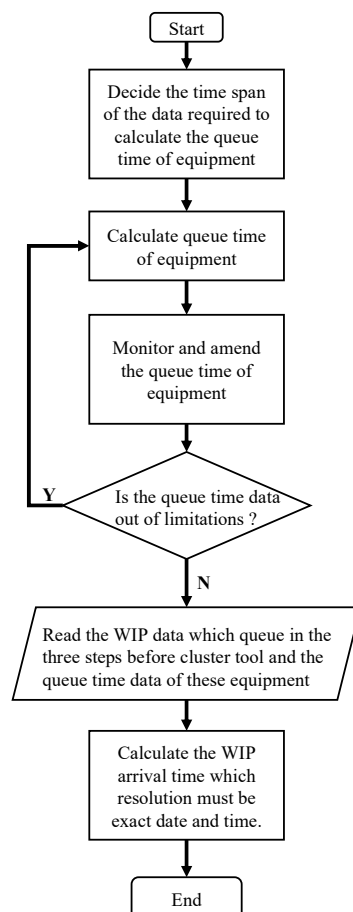 Start
Decide the time span
of the data required to
calculate the queue
time of equipment
Calculate queue time
of equipment
Monitor and amend
the queue time of
equipment
Y
Is the queue time data
out of limitations ?
N
Read the WIP data which queue in the
three steps before cluster tool and the
queue time data of these equipment
Calculate the WIP
arrival time which
resolution must be
exact date and time.
End